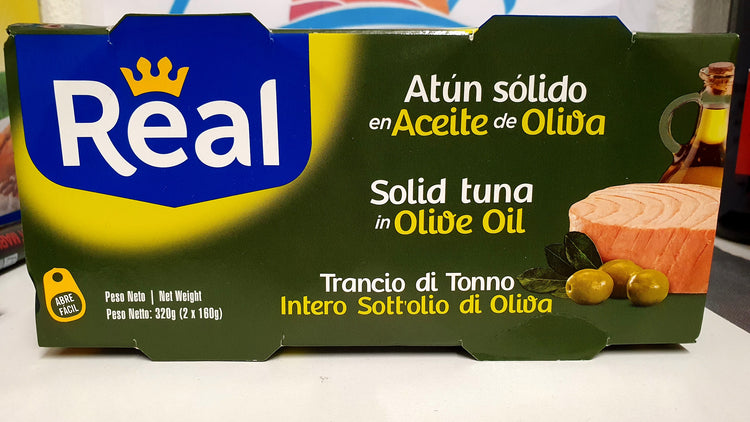 Real
Atún sólido
en Aceite de Oliva
Solid tuna
in Olive Oil
Trancio di Tonno
Intero Sott'olio di Oliva
ABRE
FACIL
Peso Neto | Net Weight
Peso Netto: 320g (2 x 160g)